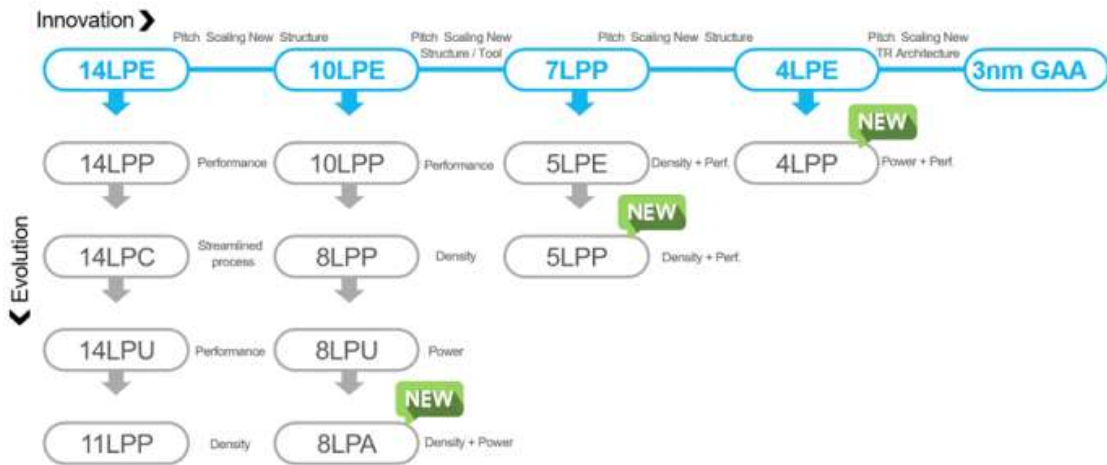 Innovation
Pitch Scaling New Structure
Pitch Scaling New
Structure / Tool
Pitch Scaling New Structure
Pitch Scaling New
TR Architecture
14LPE
10LPE
7LPP
4LPE
3nm GAA
NEW
14LPP
Performance
10LPP
Performance
5LPE
Density + Perf.
4LPP
Power + Perf.
NEW
Evolution
14LPC
Streamlined
process
8LPP
Density
5LPP
Density + Perf.
14LPU
Performance
8LPU
Power
NEW
11LPP
Density
8LPA
Density + Power